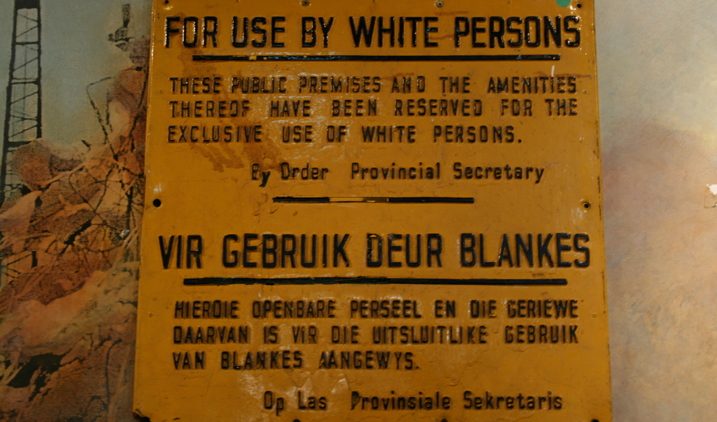 FOR USE BY WHITE PERSONS
THESE PUBLIC PREMISES AND THE AMENITIES
THEREOF HAVE BEEN RESERVED FOR THE
EXCLUSIVE USE OF WHITE PERSONS.
By Order Provincial Secretary
VIR GEBRUIK DEUR BLANKES
HIERDIE OPENBARE PERSEEL EN DIE GERIEWE
DAARVAN IS VIR DIE UITSLUITLIKE GEBRUIK
VAN BLANKES AANGEWYS.
Op Las Provinsiale Sekretaris